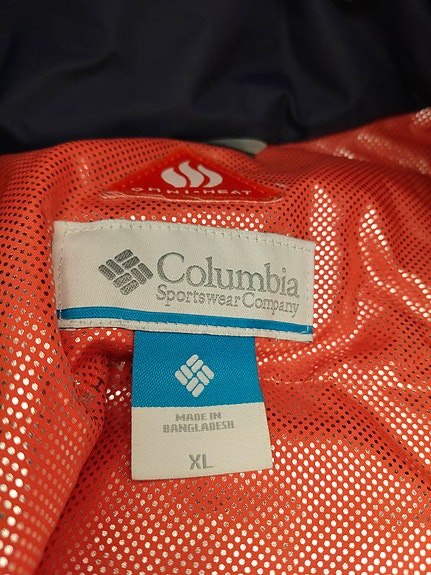 OMNI-HEAT
Columbia
Sportswear Company
MADE IN
BANGLADESH
XL